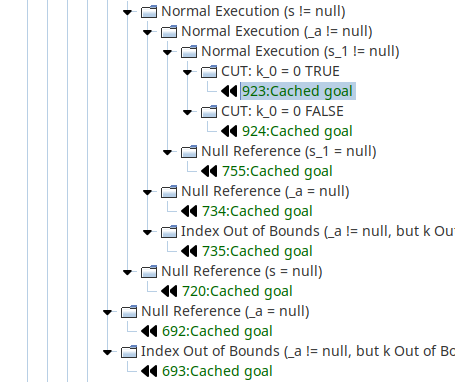 Normal Execution (s != null)
Normal Execution (_a != null)
Normal Execution (s_1 != null)
CUT: k_0 = 0 TRUE
923:Cached goal
CUT: k_0 = 0 FALSE
924:Cached goal
Null Reference (s_1 = null)
755:Cached goal
Null Reference (_a = null)
734:Cached goal
Index Out of Bounds (_a != null, but k Out
735:Cached goal
Null Reference (s = null)
720:Cached goal
Null Reference (_a = null)
692:Cached goal
Index Out of Bounds (_a != null, but k Out of Bo
693:Cached goal